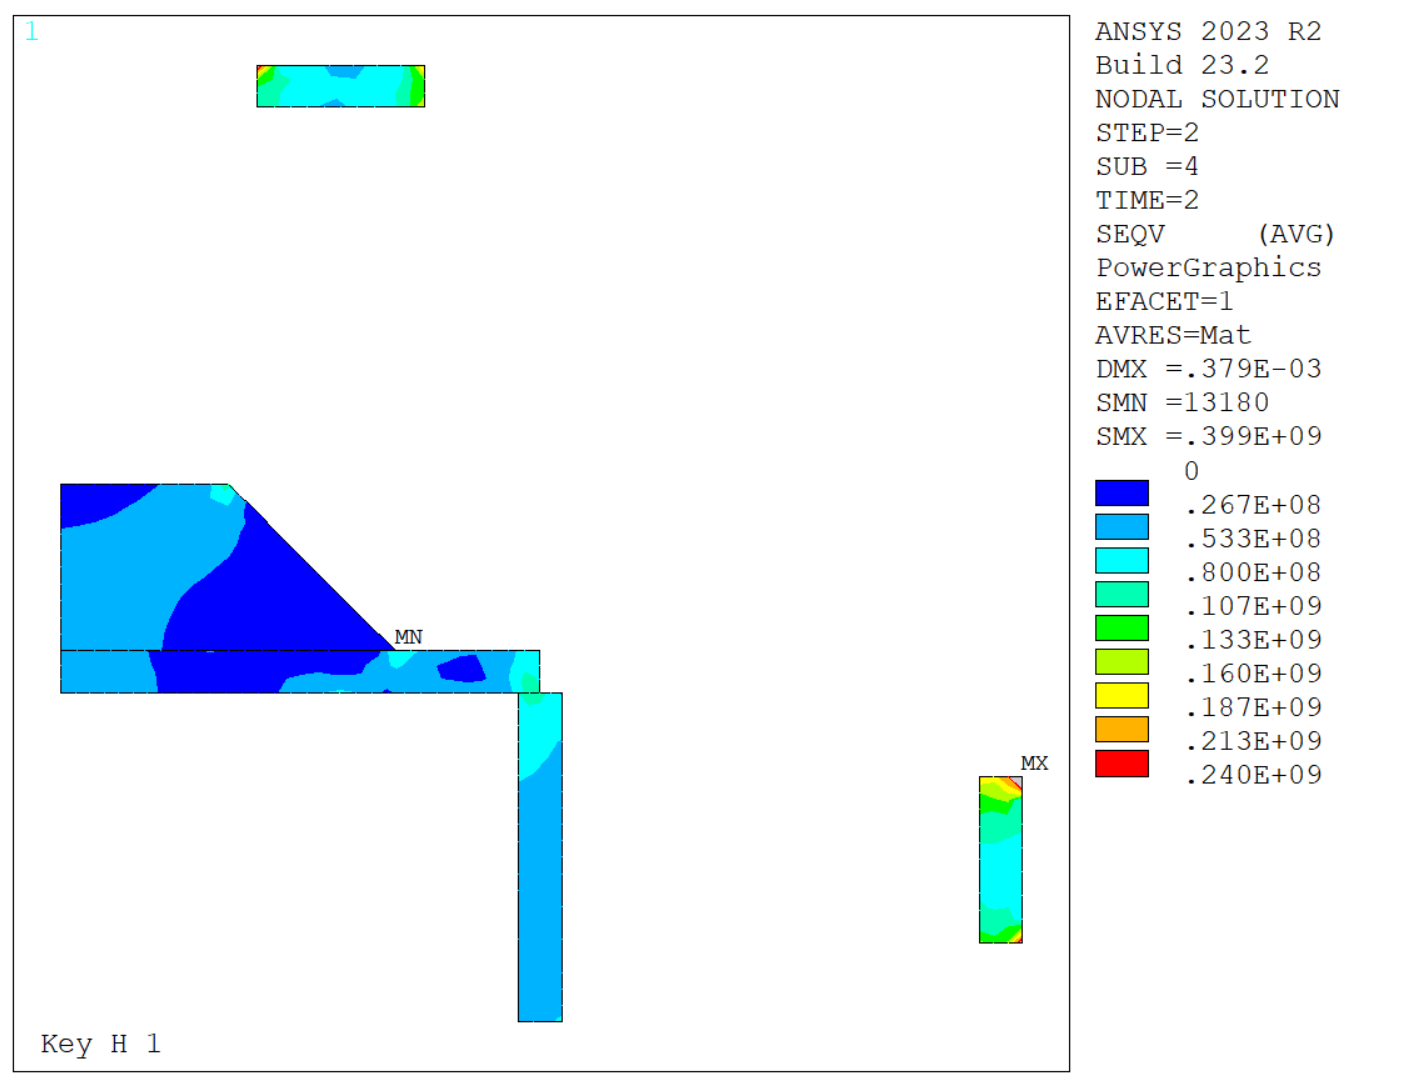 1
ANSYS 2023 R2
Build 23.2
NODAL SOLUTION
STEP=2
SUB =4
TIME=2
SEQV (AVG)
PowerGraphics
EFACET=1
AVRES=Mat
DMX =.379E-03
SMN =13180
SMX =.399E+09
0
.267E+08
.533E+08
.800E+08
.107E+09
.133E+09
.160E+09
.187E+09
.213E+09
.240E+09
MN
MX
Key H 1